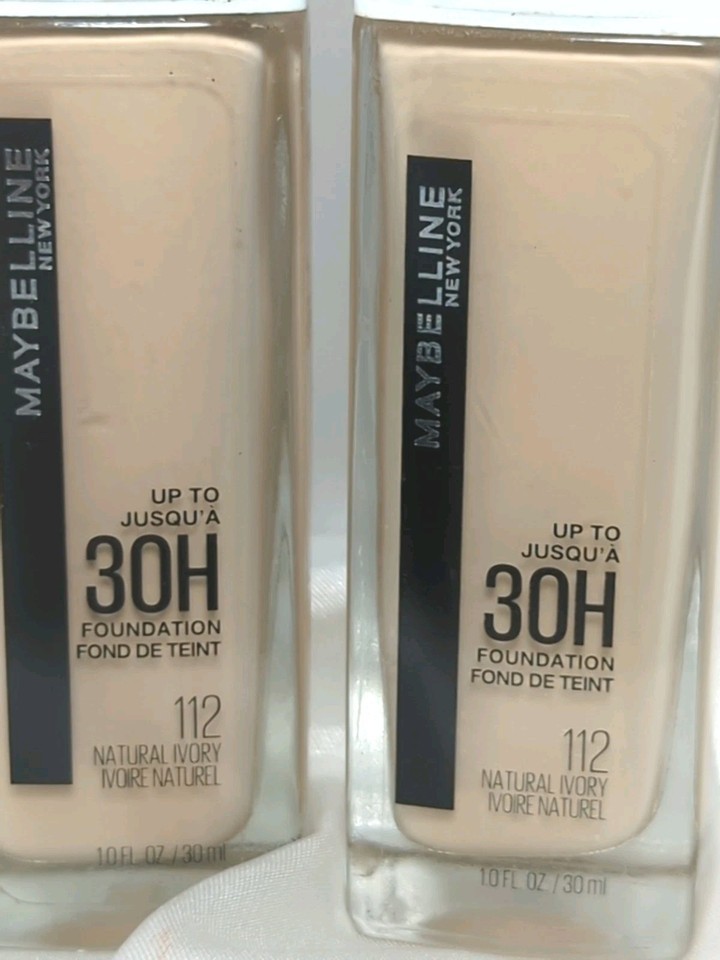 MAYBELLINE
NEW YORK
UP TO
JUSQU'À
30H
FOUNDATION
FOND DE TEINT
112
NATURAL IVORY
IVOIRE NATUREL
1.0 FL. OZ. / 30 ml
MAYBELLINE
NEW YORK
UP TO
JUSQU'À
30H
FOUNDATION
FOND DE TEINT
112
NATURAL IVORY
IVOIRE NATUREL
1.0 FL. OZ. / 30 ml